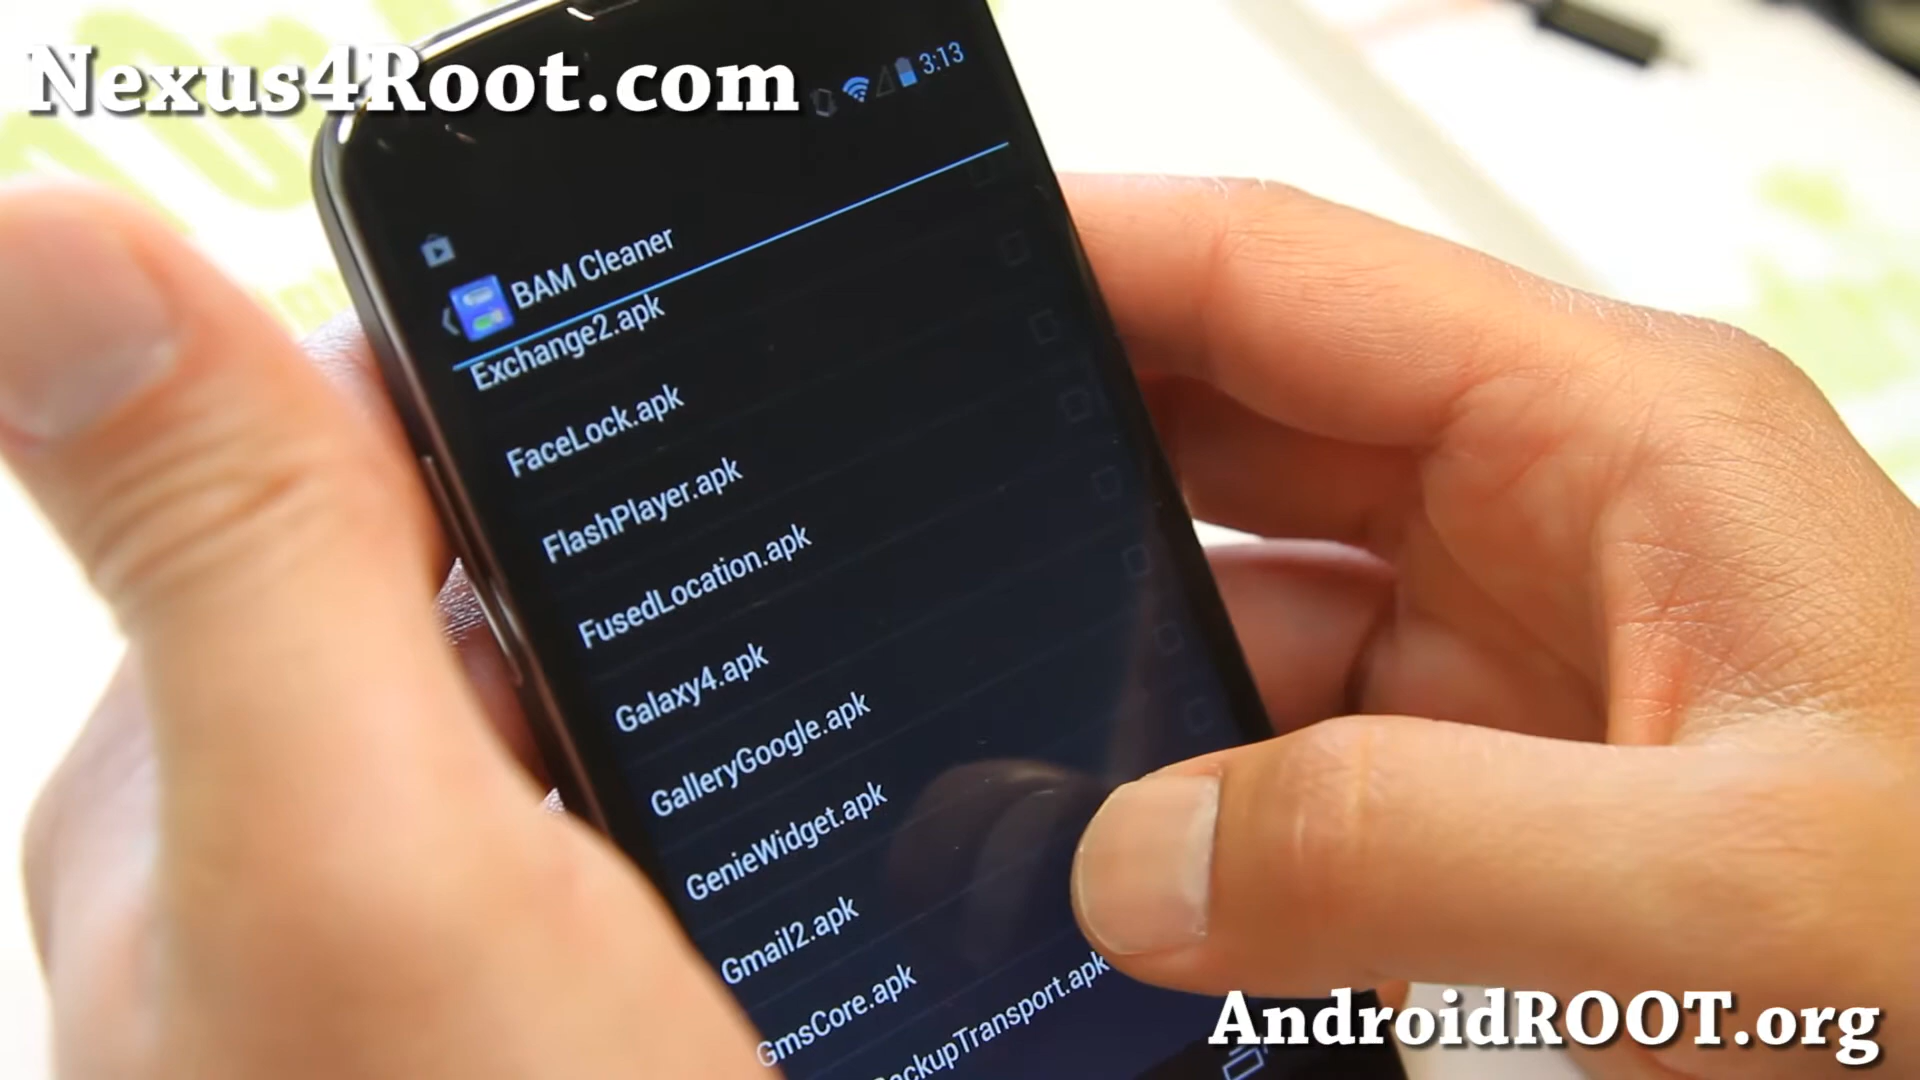 Nexus4Root.com
3:13
BAM Cleaner
Exchange2.apk
FaceLock.apk
FlashPlayer.apk
FusedLocation.apk
Galaxy4.apk
GalleryGoogle.apk
GenieWidget.apk
Gmail2.apk
GmsCore.apk
AndroidROOT.org